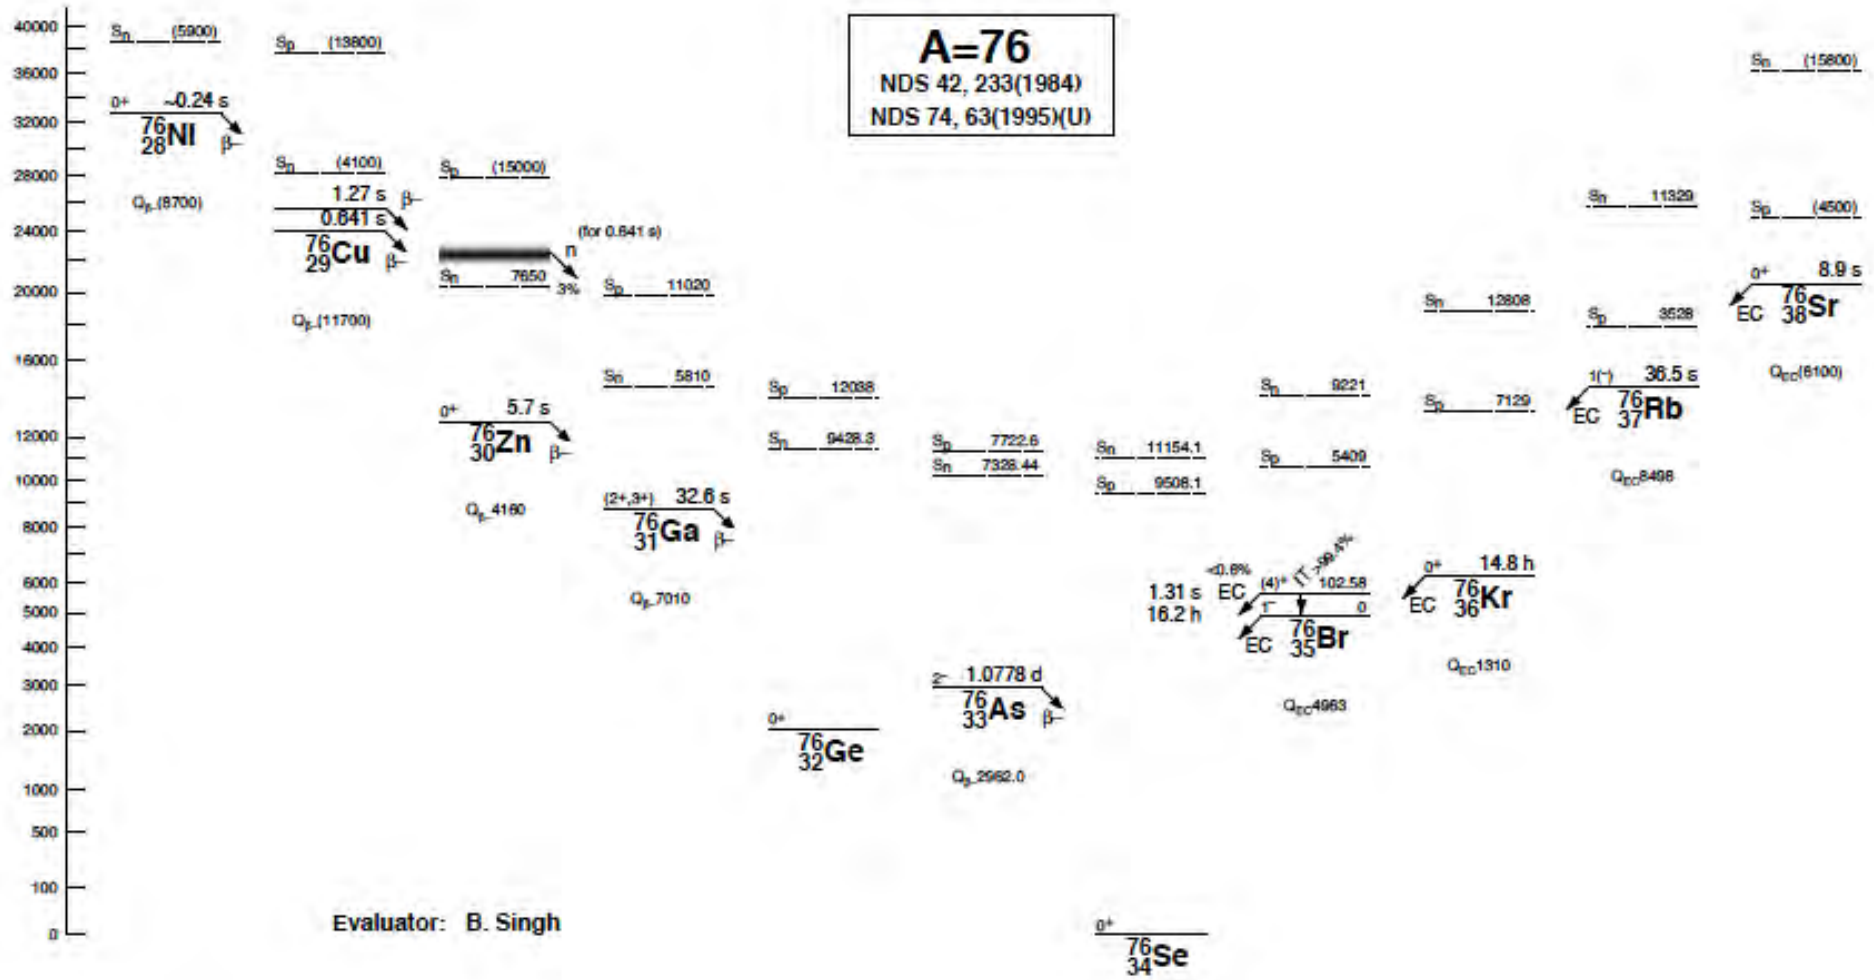 A=76
NDS 42, 233(1984)
NDS 74, 63(1995)(U)
40000
36000
32000
28000
24000
20000
16000
12000
10000
8000
6000
5000
4000
3000
2000
1000
500
100
0
Sn (5900)
0+ ~0.24 s
76
28 Ni β−
Qβ−(8700)
Sp (13800)
Sn (4100)
1.27 s β−
0.641 s
76
29 Cu β−
Qβ−(11700)
Sp (15000)
(for 0.641 s)
n
Sn 7650
3%
0+ 5.7 s
76
30 Zn β−
Qβ−4160
Sp 11020
Sn 5810
(2+,3+) 32.6 s
76
31 Ga β−
Qβ−7010
Sp 12038
Sn 9428.3
0+
76
32 Ge
Sp 7722.6
Sn 7328.44
2− 1.0778 d
76
33 As β−
Qβ−2962.0
Sn 11154.1
Sp 9508.1
0+
76
34 Se
Sn 9221
Sp 5409
<0.6% IT >99.4%
1.31 s EC (4)+ 102.58
16.2 h 1− 0
EC 76
35 Br
QEC4963
Sn 12808
Sp 7129
0+ 14.8 h
EC 76
36 Kr
QEC1310
Sn 11329
Sp 3528
1(−) 36.5 s
EC 76
37 Rb
QEC8498
Sn (15800)
Sp (4500)
0+ 8.9 s
EC 76
38 Sr
QEC(6100)
Evaluator: B. Singh